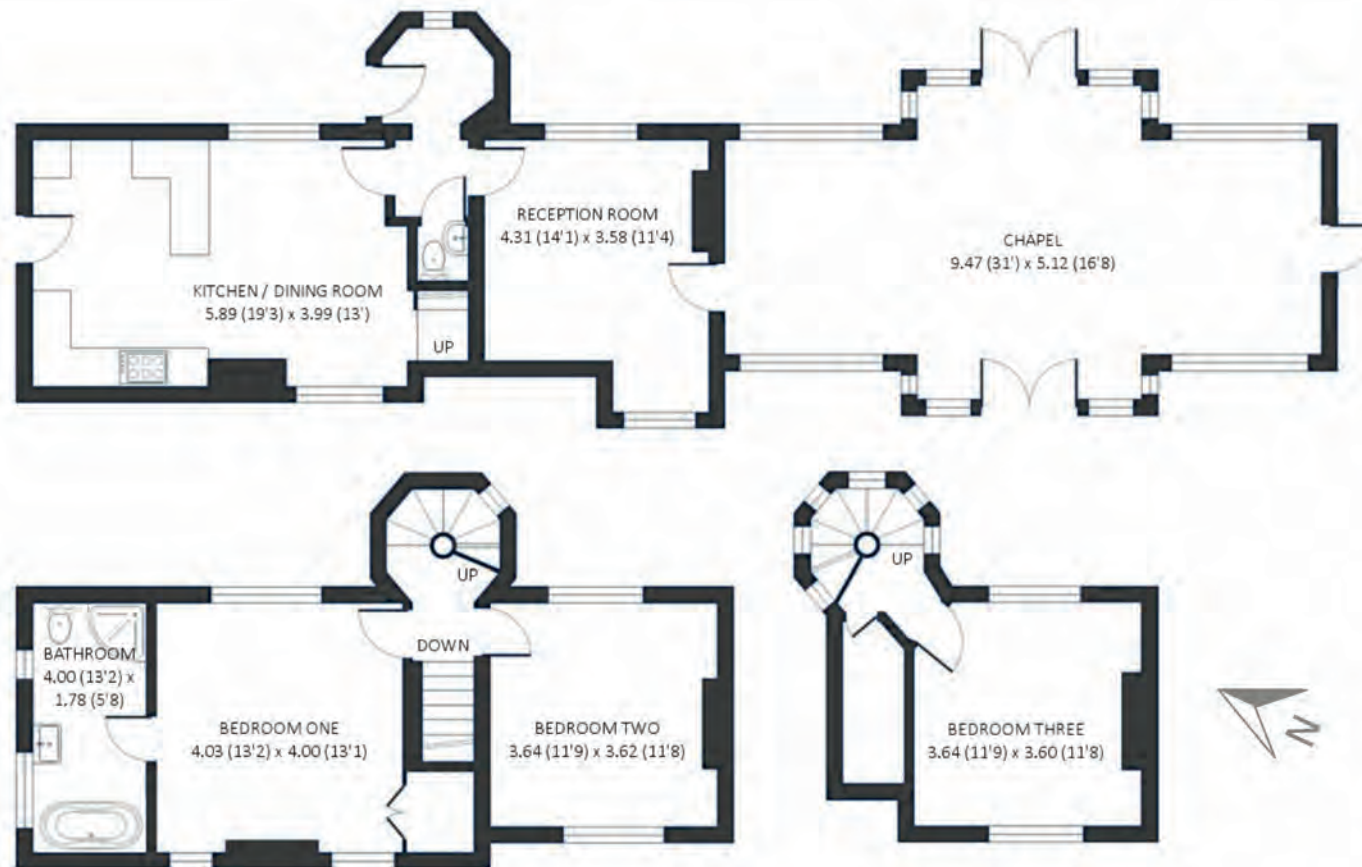 KITCHEN / DINING ROOM
5.89 (19'3) x 3.99 (13')
UP
RECEPTION ROOM
4.31 (14'1) x 3.58 (11'4)
CHAPEL
9.47 (31') x 5.12 (16'8)
BATHROOM
4.00 (13'2) x
1.78 (5'8)
BEDROOM ONE
4.03 (13'2) x 4.00 (13'1)
UP
DOWN
BEDROOM TWO
3.64 (11'9) x 3.62 (11'8)
UP
BEDROOM THREE
3.64 (11'9) x 3.60 (11'8)
N